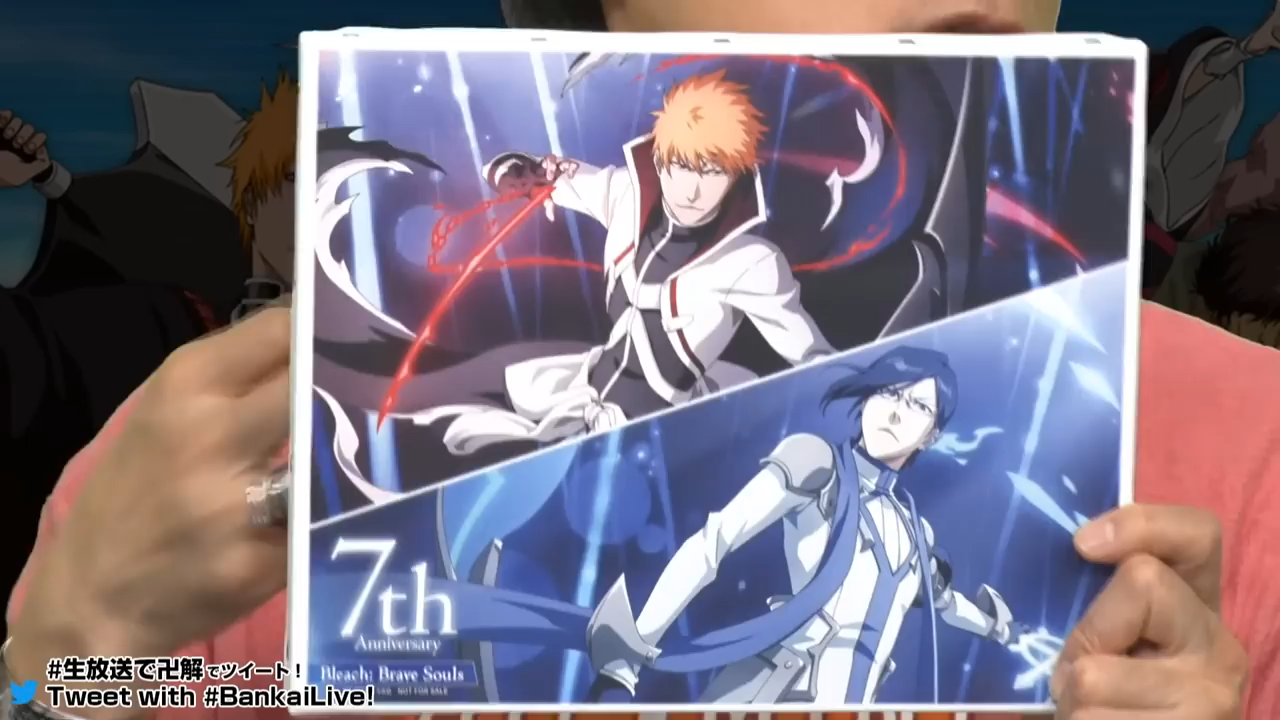 7th
Anniversary
Bleach: Brave Souls
NOT FOR SALE
#生放送で卍解でツイート!
Tweet with #BankaiLive!